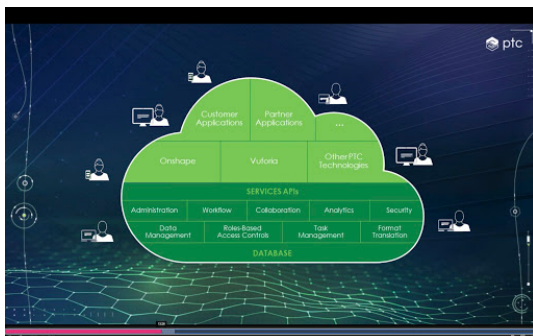 ptc
Customer
Applications
Partner
Applications
...
Onshape
Vuforia
Other PTC
Technologies
SERVICES APIs
Administration
Workflow
Collaboration
Analytics
Security
Data
Management
Roles-Based
Access Controls
Task
Management
Format
Translation
DATABASE